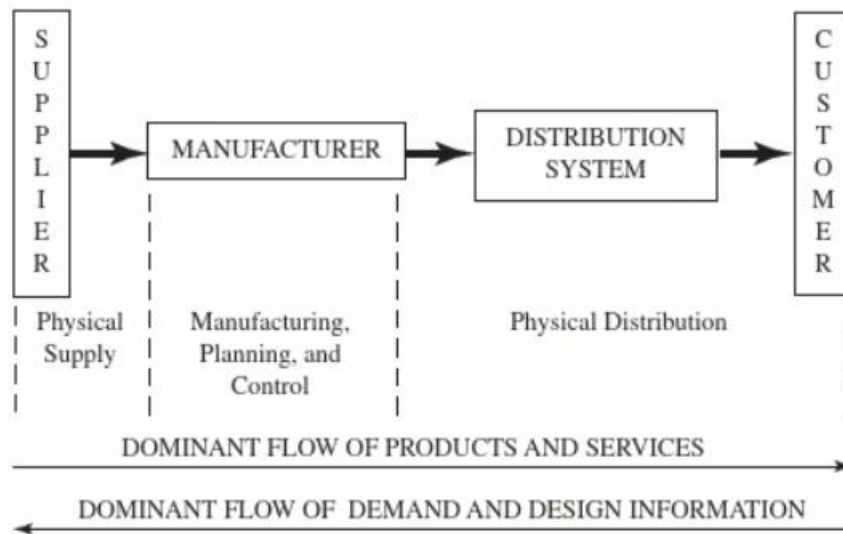 SUPPLIER
MANUFACTURER
DISTRIBUTION
SYSTEM
CUSTOMER
Physical
Supply
Manufacturing,
Planning, and
Control
Physical Distribution
DOMINANT FLOW OF PRODUCTS AND SERVICES
DOMINANT FLOW OF DEMAND AND DESIGN INFORMATION